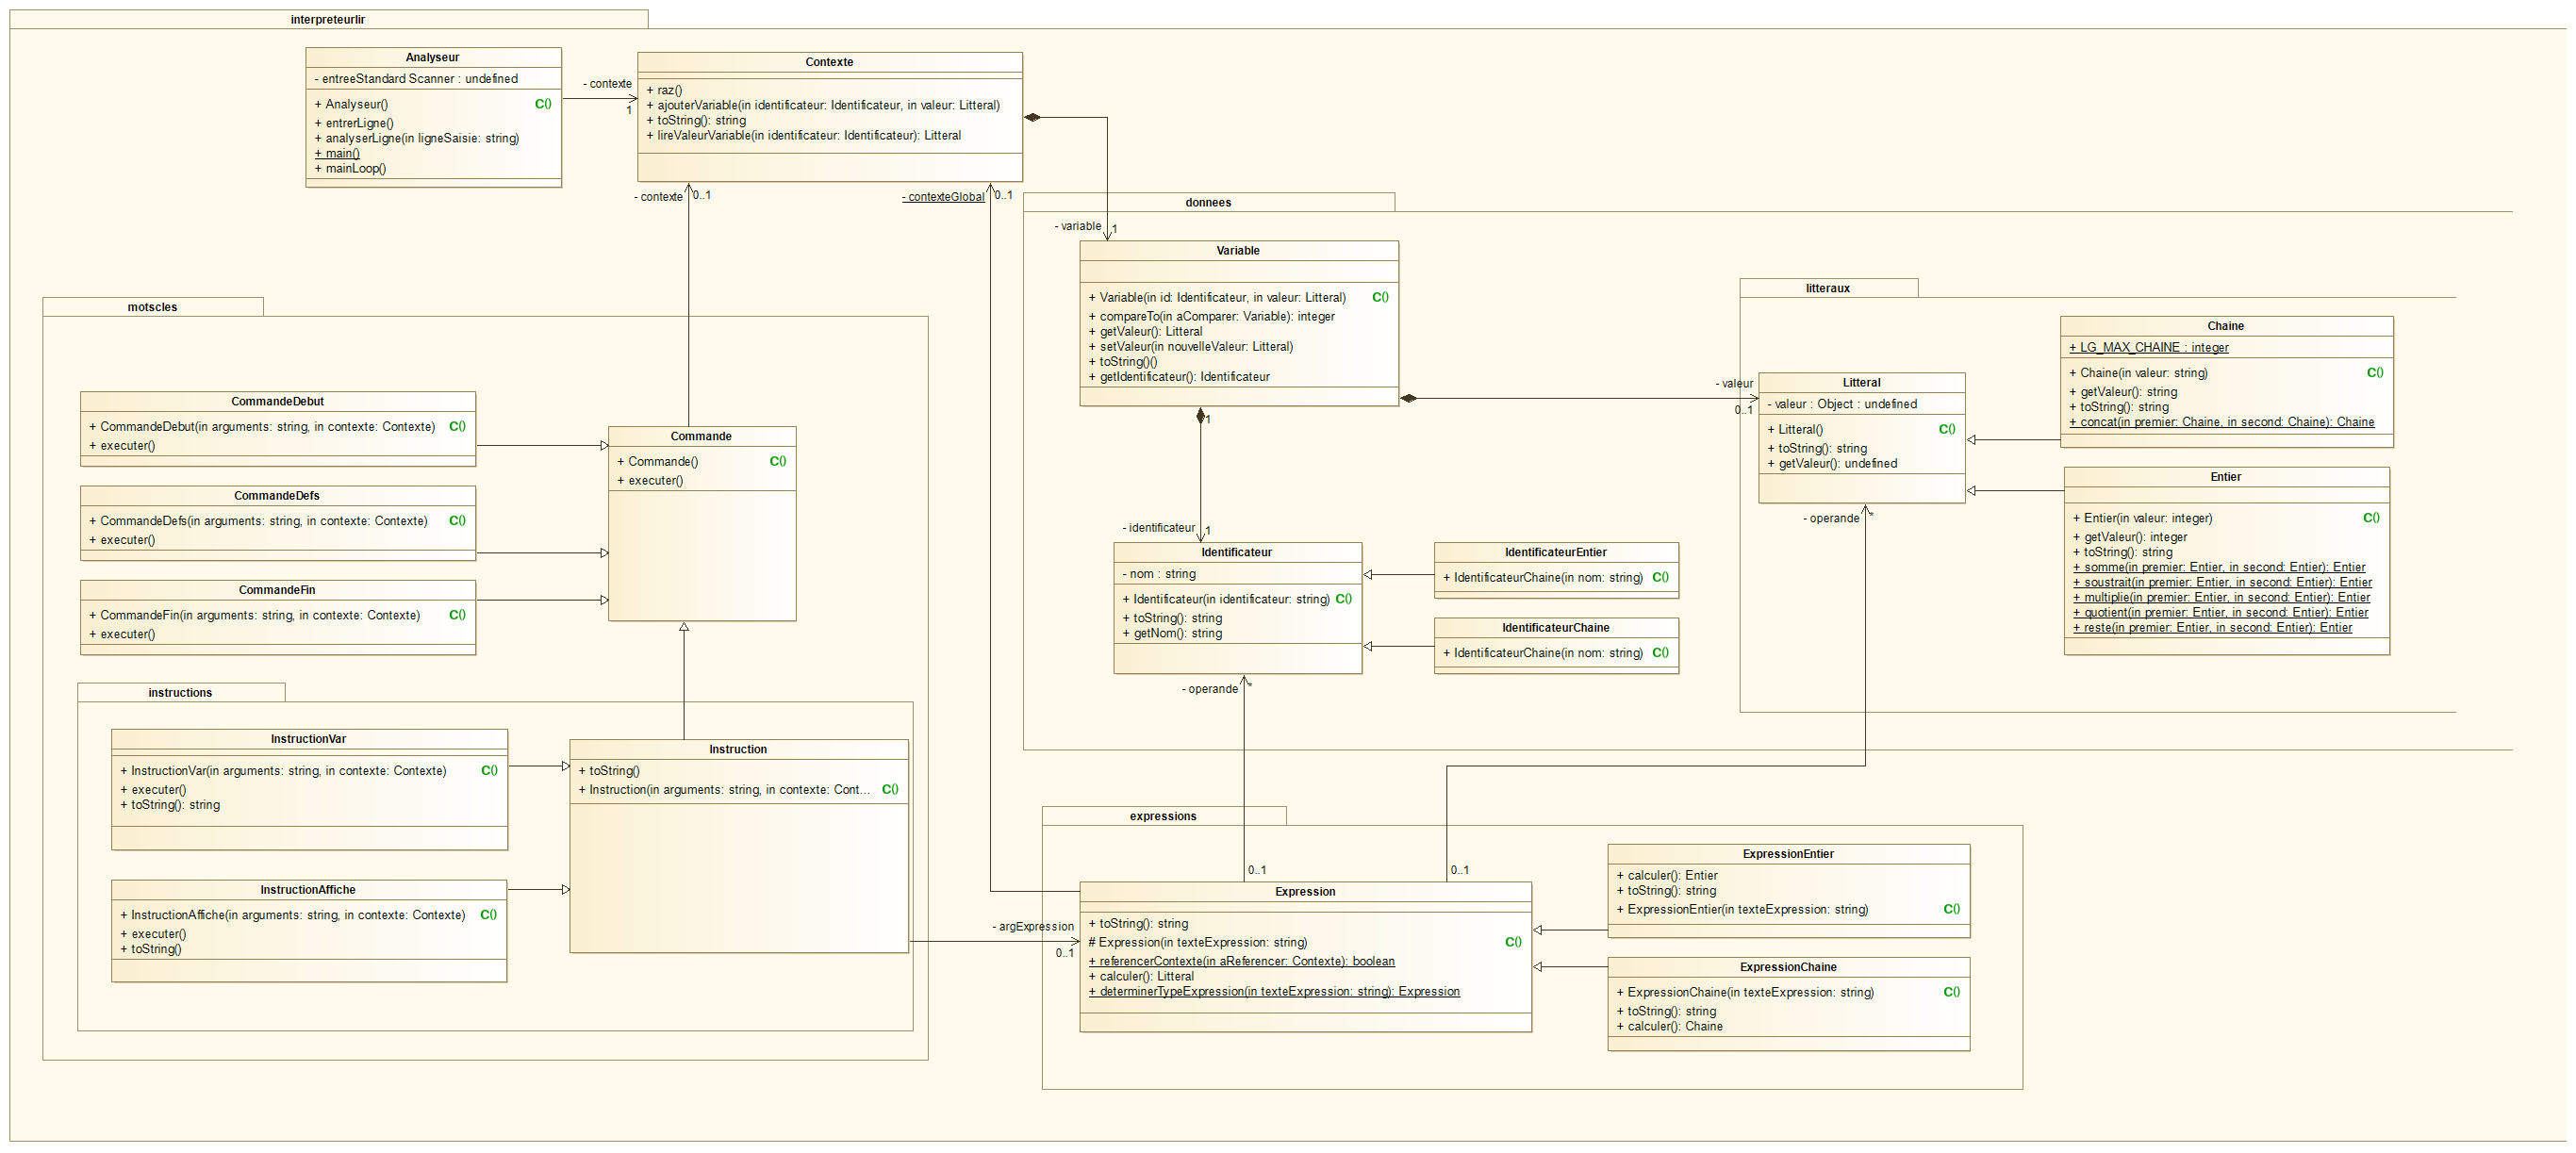 interpreteurlir
Analyseur
- entreeStandard Scanner : undefined
+ Analyseur() C()
+ entrerLigne()
+ analyserLigne(in ligneSaisie: string)
+ main()
+ mainLoop()
- contexte
1
Contexte
+ raz()
+ ajouterVariable(in identificateur: Identificateur, in valeur: Litteral)
+ toString(): string
+ lireValeurVariable(in identificateur: Identificateur): Litteral
- contexte 0..1
- contexteGlobal 0..1
donnees
- variable 1
Variable
+ Variable(in id: Identificateur, in valeur: Litteral) C()
+ compareTo(in aComparer: Variable): integer
+ getValeur(): Litteral
+ setValeur(in nouvelleValeur: Litteral)
+ toString()()
+ getIdentificateur(): Identificateur
1
- valeur
0..1
litteraux
Litteral
- valeur : Object : undefined
+ Litteral() C()
+ toString(): string
+ getValeur(): undefined
- operande *
Chaine
+ LG_MAX_CHAINE : integer
+ Chaine(in valeur: string) C()
+ getValeur(): string
+ toString(): string
+ concat(in premier: Chaine, in second: Chaine): Chaine
Entier
+ Entier(in valeur: integer) C()
+ getValeur(): integer
+ toString(): string
+ somme(in premier: Entier, in second: Entier): Entier
+ soustrait(in premier: Entier, in second: Entier): Entier
+ multiplie(in premier: Entier, in second: Entier): Entier
+ quotient(in premier: Entier, in second: Entier): Entier
+ reste(in premier: Entier, in second: Entier): Entier
- identificateur 1
Identificateur
- nom : string
+ Identificateur(in identificateur: string) C()
+ toString(): string
+ getNom(): string
- operande *
IdentificateurEntier
+ IdentificateurChaine(in nom: string) C()
IdentificateurChaine
+ IdentificateurChaine(in nom: string) C()
motscles
CommandeDebut
+ CommandeDebut(in arguments: string, in contexte: Contexte) C()
+ executer()
CommandeDefs
+ CommandeDefs(in arguments: string, in contexte: Contexte) C()
+ executer()
CommandeFin
+ CommandeFin(in arguments: string, in contexte: Contexte) C()
+ executer()
Commande
+ Commande() C()
+ executer()
instructions
InstructionVar
+ InstructionVar(in arguments: string, in contexte: Contexte) C()
+ executer()
+ toString(): string
InstructionAffiche
+ InstructionAffiche(in arguments: string, in contexte: Contexte) C()
+ executer()
+ toString()
Instruction
+ toString()
+ Instruction(in arguments: string, in contexte: Cont... C()
- argExpression
0..1
expressions
0..1
0..1
Expression
+ toString(): string
# Expression(in texteExpression: string) C()
+ referencerContexte(in aReferencer: Contexte): boolean
+ calculer(): Litteral
+ determinerTypeExpression(in texteExpression: string): Expression
ExpressionEntier
+ calculer(): Entier
+ toString(): string
+ ExpressionEntier(in texteExpression: string) C()
ExpressionChaine
+ ExpressionChaine(in texteExpression: string) C()
+ toString(): string
+ calculer(): Chaine